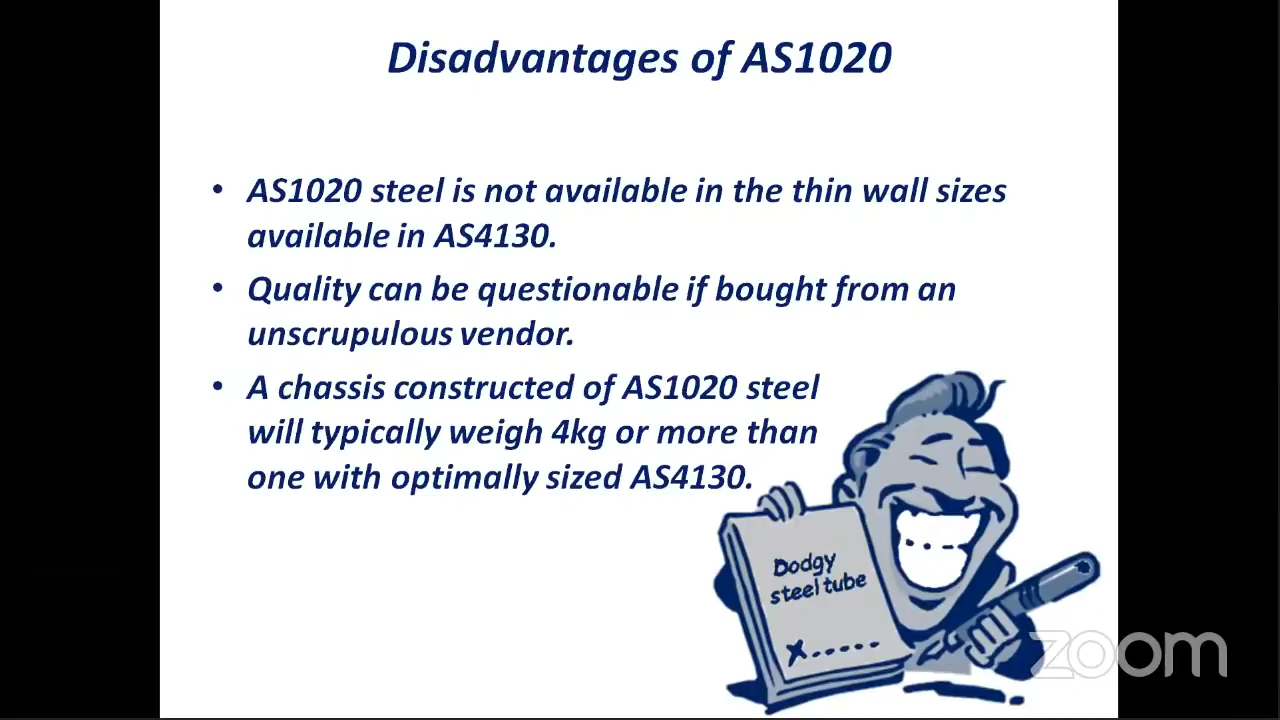 Disadvantages of AS1020
• AS1020 steel is not available in the thin wall sizes
available in AS4130.
• Quality can be questionable if bought from an
unscrupulous vendor.
• A chassis constructed of AS1020 steel
will typically weigh 4kg or more than
one with optimally sized AS4130.
Dodgy
steel tube
x.....
zoom